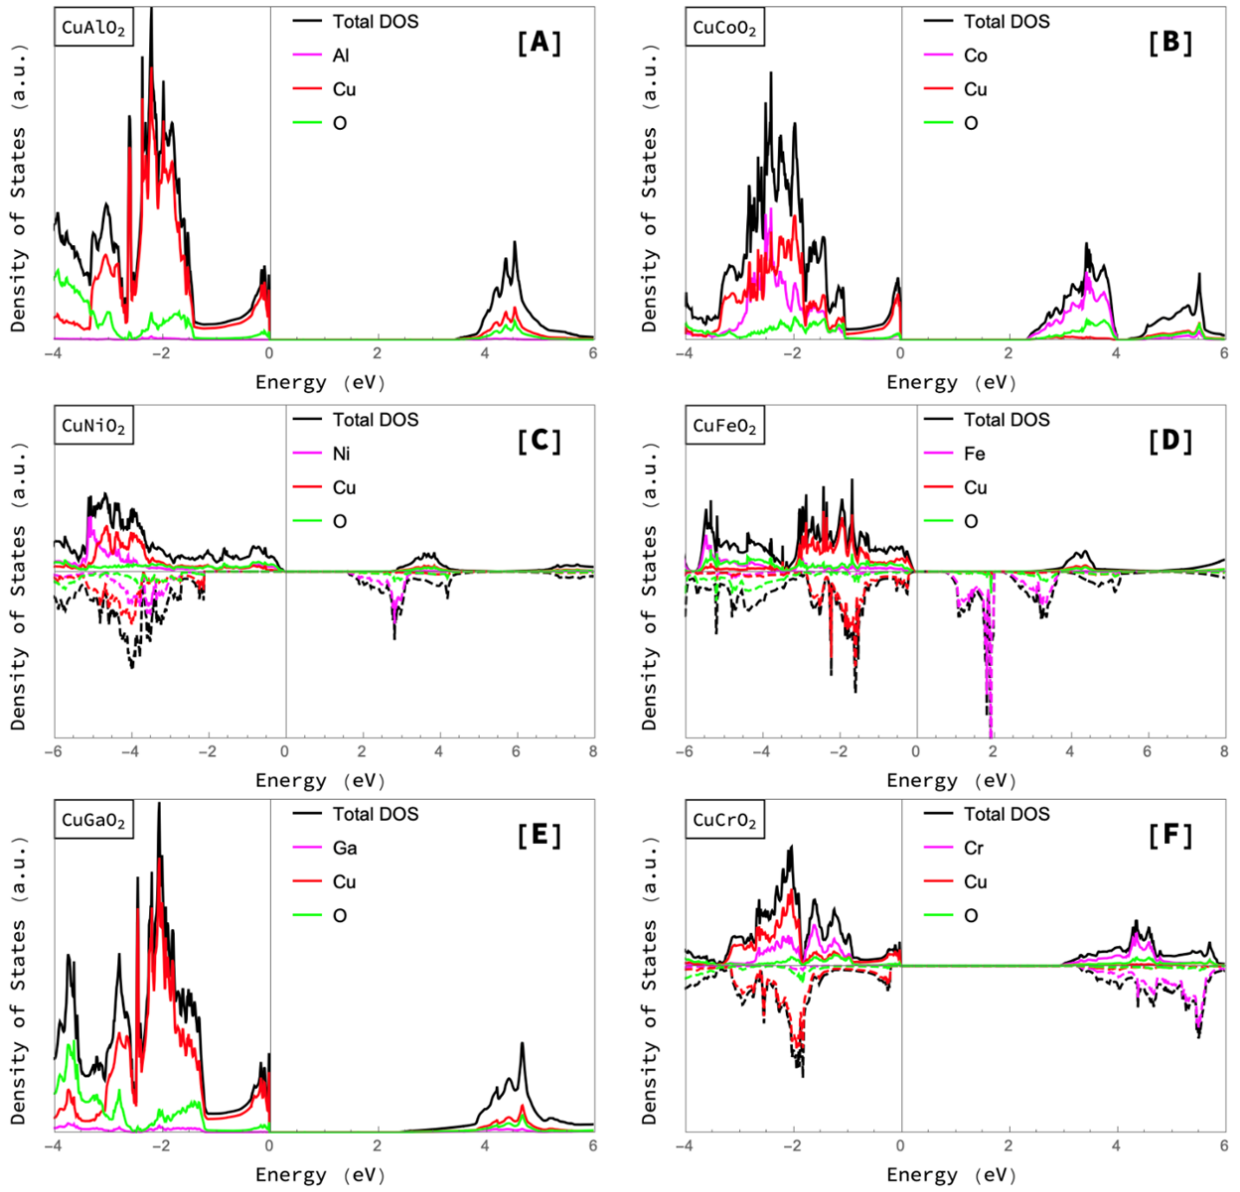 CuAlO₂
[A]
Total DOS
Al
Cu
O
Density of States (a.u.)
−4 −2 0 2 4 6
Energy (eV)
CuCoO₂
[B]
Total DOS
Co
Cu
O
Density of States (a.u.)
−4 −2 0 2 4 6
Energy (eV)
CuNiO₂
[C]
Total DOS
Ni
Cu
O
Density of States (a.u.)
−6 −4 −2 0 2 4 6 8
Energy (eV)
CuFeO₂
[D]
Total DOS
Fe
Cu
O
Density of States (a.u.)
−6 −4 −2 0 2 4 6 8
Energy (eV)
CuGaO₂
[E]
Total DOS
Ga
Cu
O
Density of States (a.u.)
−4 −2 0 2 4 6
Energy (eV)
CuCrO₂
[F]
Total DOS
Cr
Cu
O
Density of States (a.u.)
−4 −2 0 2 4 6
Energy (eV)